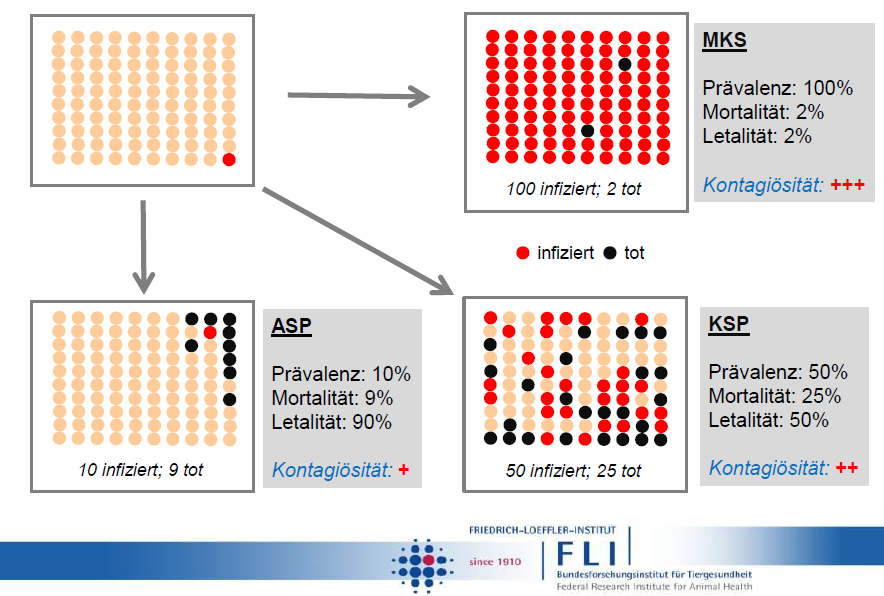 MKS
Prävalenz: 100%
Mortalität: 2%
Letalität: 2%
Kontagiösität: +++
100 infiziert; 2 tot
infiziert
tot
ASP
Prävalenz: 10%
Mortalität: 9%
Letalität: 90%
Kontagiösität: +
10 infiziert; 9 tot
KSP
Prävalenz: 50%
Mortalität: 25%
Letalität: 50%
Kontagiösität: ++
50 infiziert; 25 tot
FRIEDRICH-LOEFFLER-INSTITUT
since 1910
FLI
Bundesforschungsinstitut für Tiergesundheit
Federal Research Institute for Animal Health